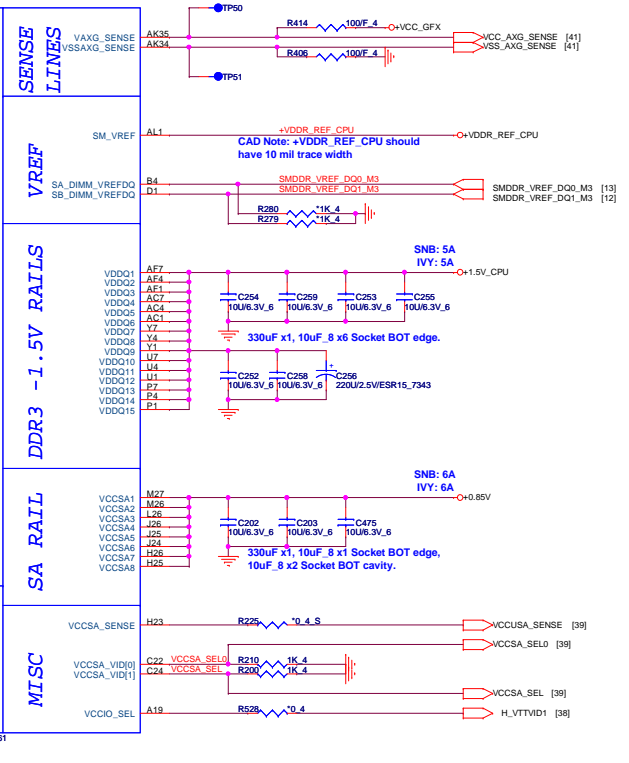 TP50
SENSE LINES
VAXG_SENSE AK35
VSSAXG_SENSE AK34
R414 100/F_4 +VCC_GFX
VCC_AXG_SENSE [41]
VSS_AXG_SENSE [41]
R406 100/F_4
TP51
VREF
SM_VREF AL1 +VDDR_REF_CPU +VDDR_REF_CPU
CAD Note: +VDDR_REF_CPU should
have 10 mil trace width
SA_DIMM_VREFDQ B4 SMDDR_VREF_DQ0_M3 SMDDR_VREF_DQ0_M3 [13]
SB_DIMM_VREFDQ D1 SMDDR_VREF_DQ1_M3 SMDDR_VREF_DQ1_M3 [12]
R280 *1K_4
R279 *1K_4
DDR3 -1.5V RAILS
SNB: 5A
IVY: 5A
+1.5V_CPU
VDDQ1 AF7
VDDQ2 AF4
VDDQ3 AF1
VDDQ4 AC7
VDDQ5 AC4
VDDQ6 AC1
VDDQ7 Y7
VDDQ8 Y4
VDDQ9 Y1
VDDQ10 U7
VDDQ11 U4
VDDQ12 U1
VDDQ13 P7
VDDQ14 P4
VDDQ15 P1
C254 C259 C253 C255
10U/6.3V_6 10U/6.3V_6 10U/6.3V_6 10U/6.3V_6
330uF x1, 10uF_8 x6 Socket BOT edge.
C252 C258 + C256
10U/6.3V_6 10U/6.3V_6 220U/2.5V/ESR15_7343
SA RAIL
SNB: 6A
IVY: 6A
+0.85V
VCCSA1 M27
VCCSA2 M26
VCCSA3 L26
VCCSA4 J26
VCCSA5 J25
VCCSA6 J24
VCCSA7 H26
VCCSA8 H25
C202 C203 C475
10U/6.3V_6 10U/6.3V_6 10U/6.3V_6
330uF x1, 10uF_8 x1 Socket BOT edge,
10uF_8 x2 Socket BOT cavity.
MISC
VCCSA_SENSE H23 R225 *0_4_S VCCUSA_SENSE [39]
VCCSA_SEL0 [39]
VCCSA_VID[0] C22 VCCSA_SEL0 R210 1K_4
VCCSA_VID[1] C24 VCCSA_SEL R200 1K_4
VCCSA_SEL [39]
VCCIO_SEL A19 R528 *0_4 H_VTTVID1 [38]